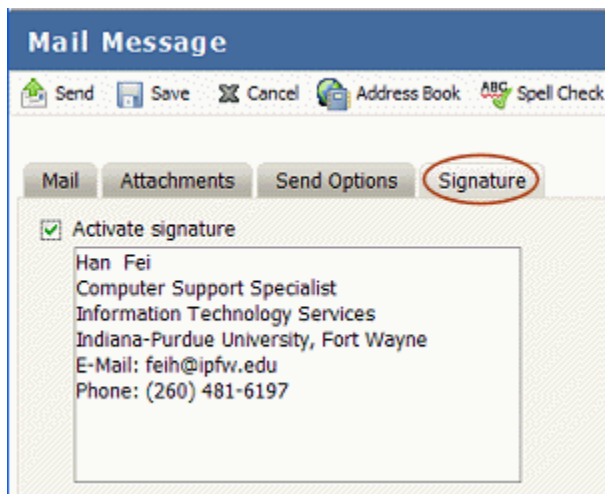 Mail Message
Send Save Cancel Address Book ABC Spell Check
Mail Attachments Send Options Signature
Activate signature
Han Fei
Computer Support Specialist
Information Technology Services
Indiana-Purdue University, Fort Wayne
E-Mail: feih@ipfw.edu
Phone: (260) 481-6197